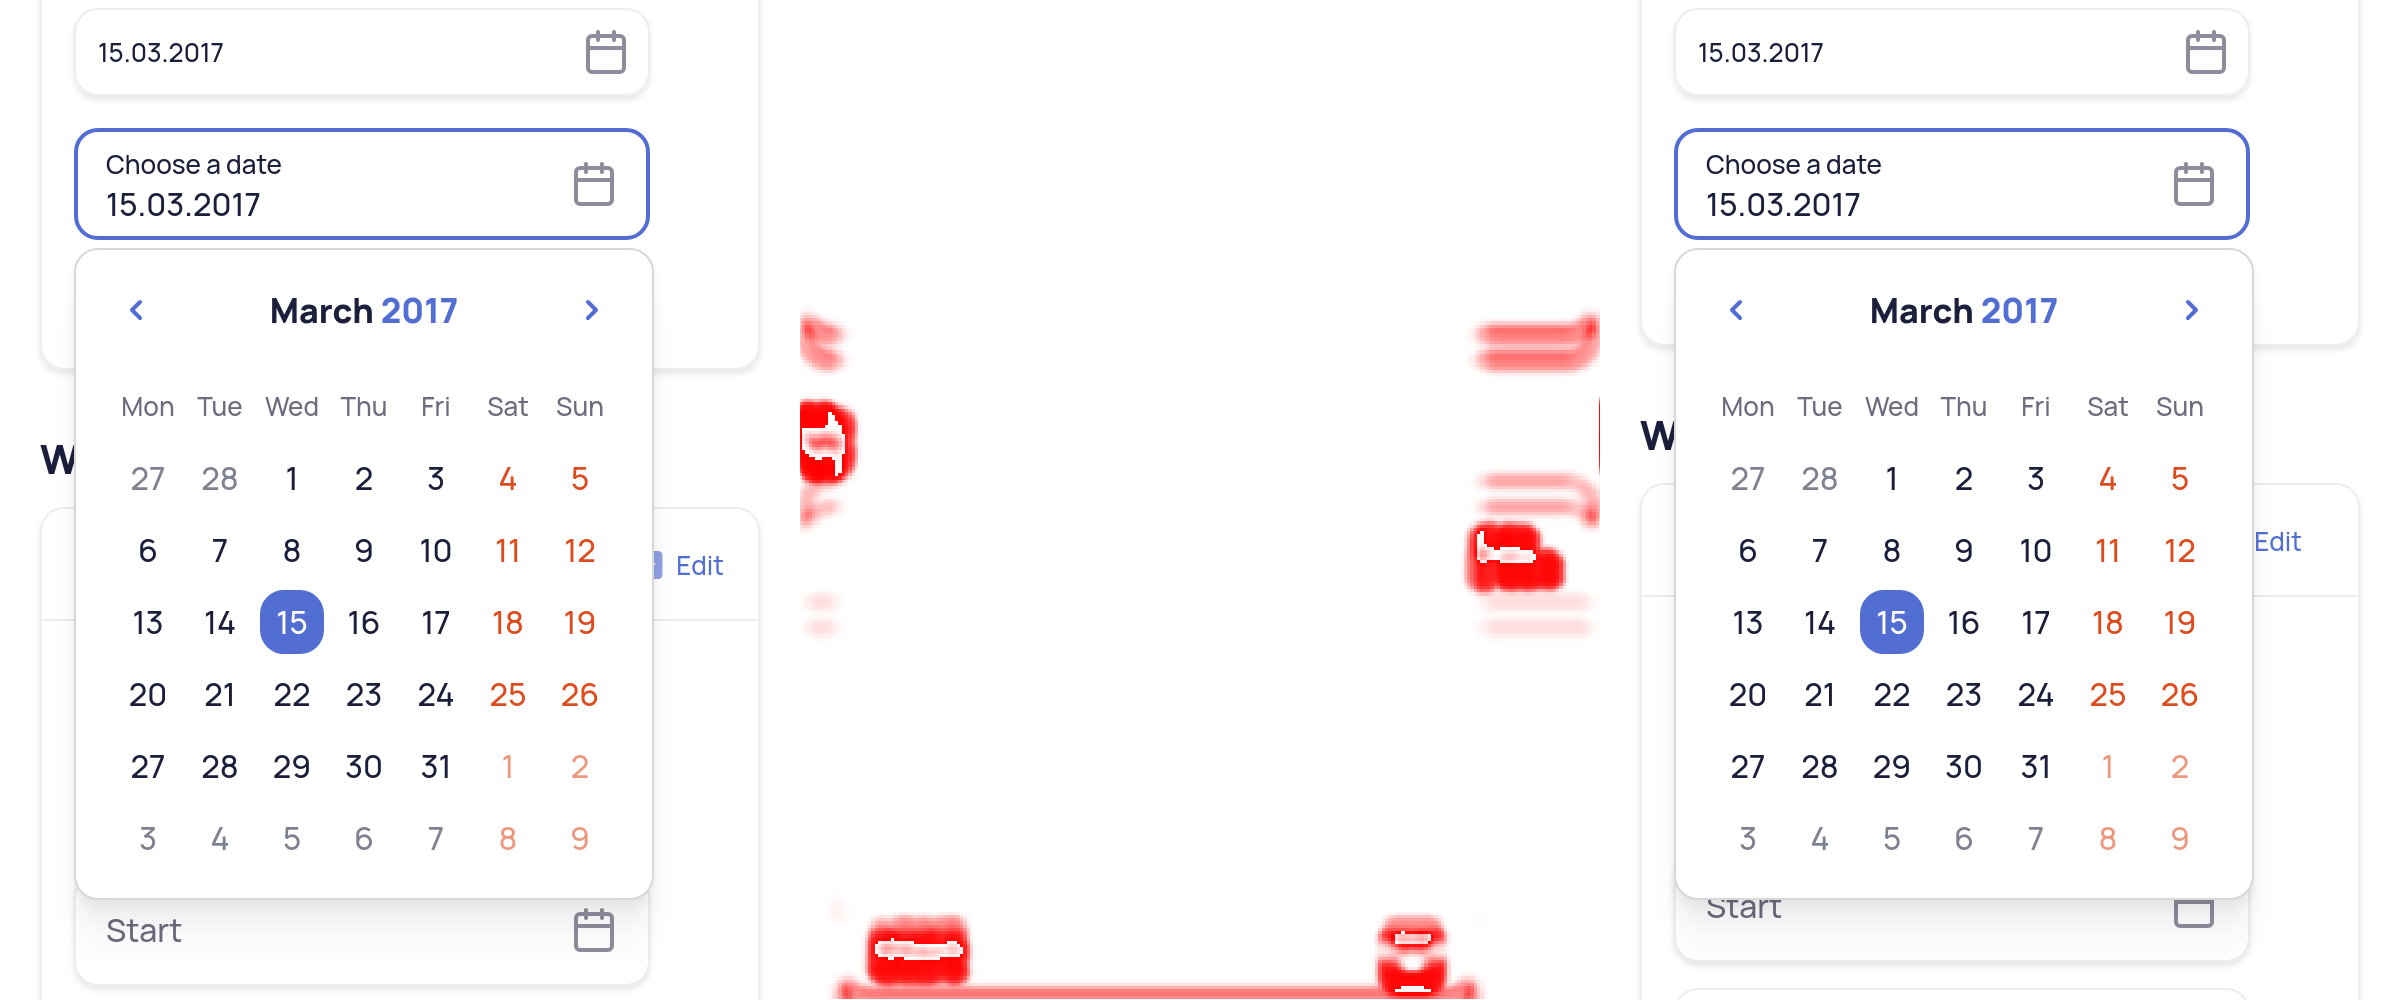 15.03.2017
Choose a date
15.03.2017
March 2017
Mon Tue Wed Thu Fri Sat Sun
27 28 1 2 3 4 5
6 7 8 9 10 11 12
13 14 15 16 17 18 19
20 21 22 23 24 25 26
27 28 29 30 31 1 2
3 4 5 6 7 8 9
W
Edit
Start
15.03.2017
Choose a date
15.03.2017
March 2017
Mon Tue Wed Thu Fri Sat Sun
27 28 1 2 3 4 5
6 7 8 9 10 11 12
13 14 15 16 17 18 19
20 21 22 23 24 25 26
27 28 29 30 31 1 2
3 4 5 6 7 8 9
W
Edit
Start